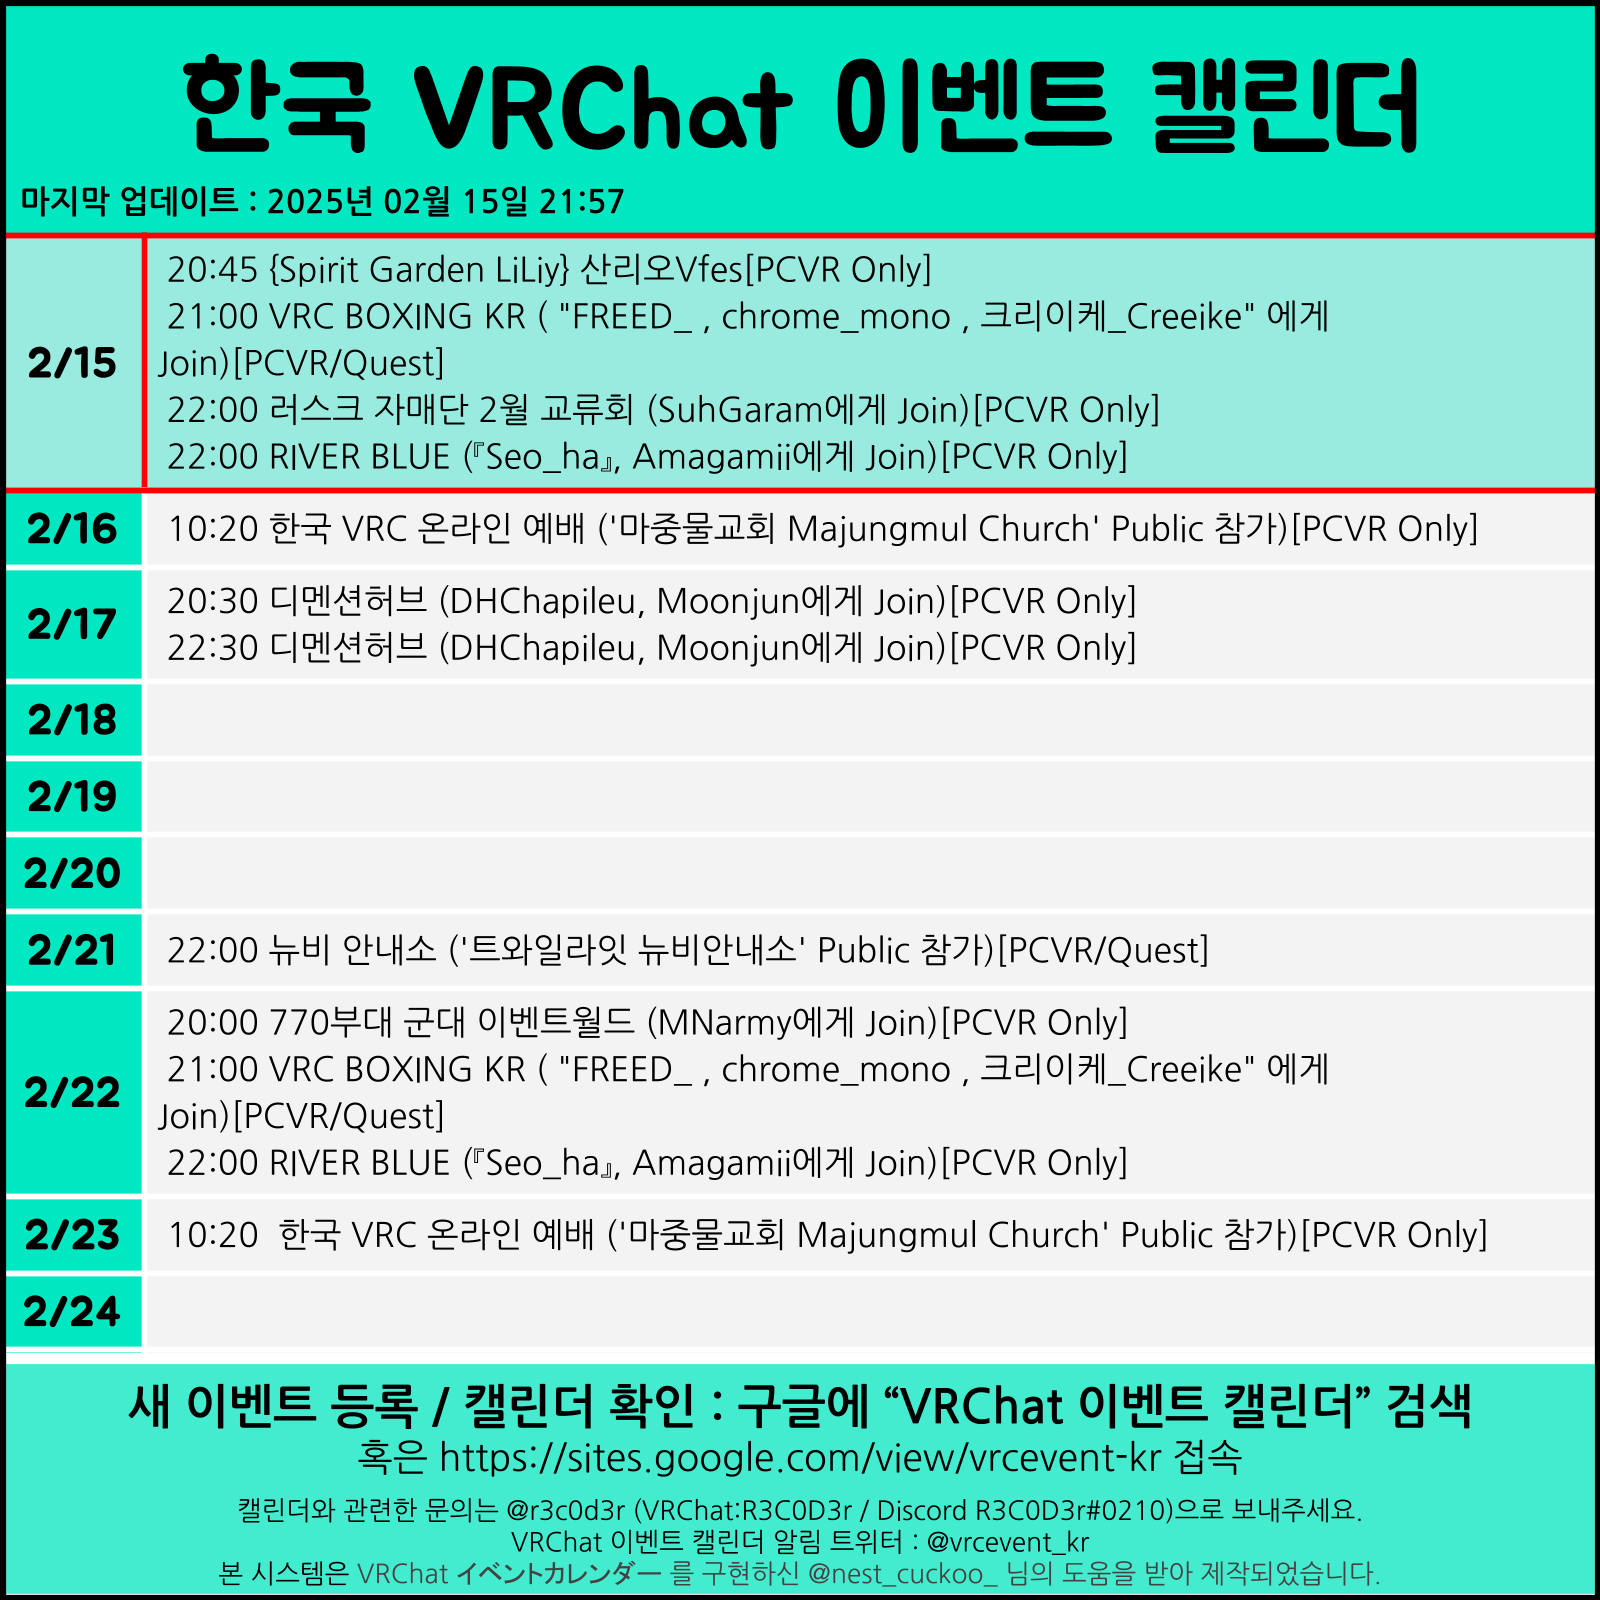 한국 VRChat 이벤트 캘린더
마지막 업데이트 : 2025년 02월 15일 21:57
2/15
20:45 {Spirit Garden LiLiy} 산리오Vfes[PCVR Only]
21:00 VRC BOXING KR ( "FREED_ , chrome_mono , 크리이케_Creeike" 에게
Join)[PCVR/Quest]
22:00 러스크 자매단 2월 교류회 (SuhGaram에게 Join)[PCVR Only]
22:00 RIVER BLUE (『Seo_ha』, Amagamii에게 Join)[PCVR Only]
2/16
10:20 한국 VRC 온라인 예배 ('마중물교회 Majungmul Church' Public 참가)[PCVR Only]
2/17
20:30 디멘션허브 (DHChapileu, Moonjun에게 Join)[PCVR Only]
22:30 디멘션허브 (DHChapileu, Moonjun에게 Join)[PCVR Only]
2/18
2/19
2/20
2/21
22:00 뉴비 안내소 ('트와일라잇 뉴비안내소' Public 참가)[PCVR/Quest]
2/22
20:00 770부대 군대 이벤트월드 (MNarmy에게 Join)[PCVR Only]
21:00 VRC BOXING KR ( "FREED_ , chrome_mono , 크리이케_Creeike" 에게
Join)[PCVR/Quest]
22:00 RIVER BLUE (『Seo_ha』, Amagamii에게 Join)[PCVR Only]
2/23
10:20  한국 VRC 온라인 예배 ('마중물교회 Majungmul Church' Public 참가)[PCVR Only]
2/24
새 이벤트 등록 / 캘린더 확인 : 구글에 “VRChat 이벤트 캘린더” 검색
혹은 https://sites.google.com/view/vrcevent-kr 접속
캘린더와 관련한 문의는 @r3c0d3r (VRChat:R3C0D3r / Discord R3C0D3r#0210)으로 보내주세요.
VRChat 이벤트 캘린더 알림 트위터 : @vrcevent_kr
본 시스템은 VRChat イベントカレンダー 를 구현하신 @nest_cuckoo_ 님의 도움을 받아 제작되었습니다.